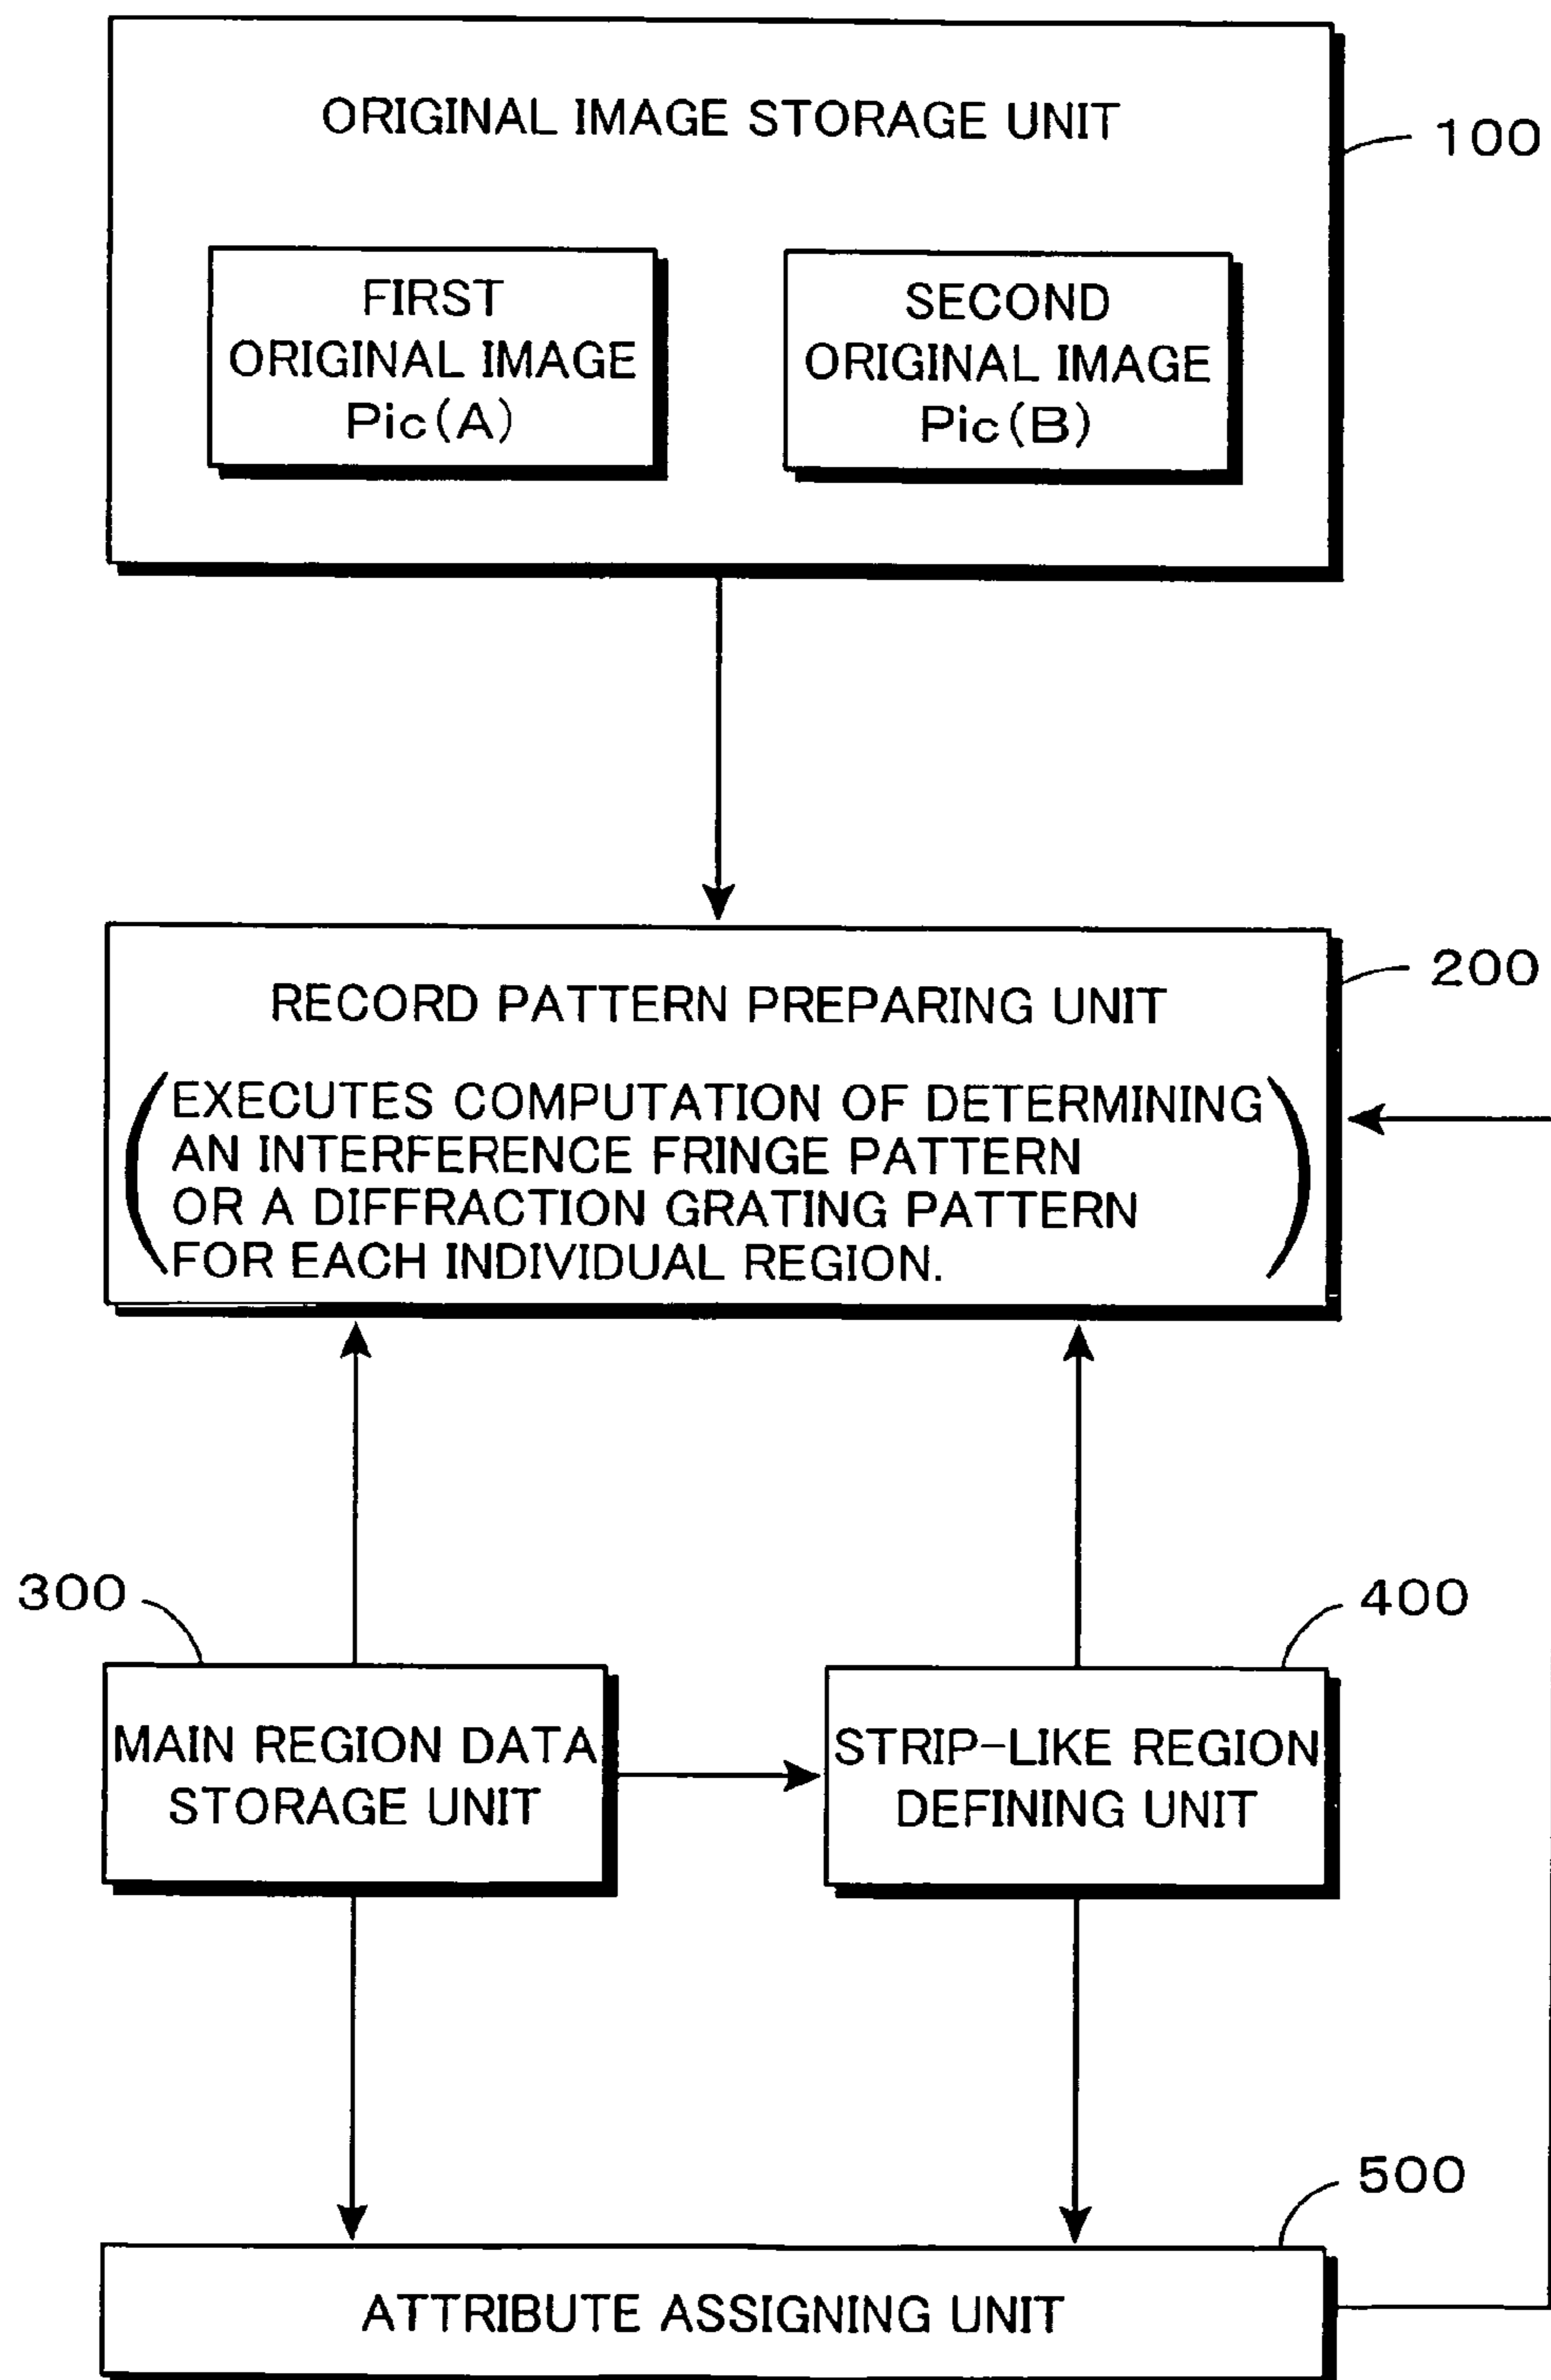 ORIGINAL IMAGE STORAGE UNIT
100
FIRST
ORIGINAL IMAGE
Pic(A)
SECOND
ORIGINAL IMAGE
Pic(B)
200
RECORD PATTERN PREPARING UNIT
(EXECUTES COMPUTATION OF DETERMINING
AN INTERFERENCE FRINGE PATTERN
OR A DIFFRACTION GRATING PATTERN
FOR EACH INDIVIDUAL REGION.)
300
400
MAIN REGION DATA
STORAGE UNIT
STRIP-LIKE REGION
DEFINING UNIT
500
ATTRIBUTE ASSIGNING UNIT